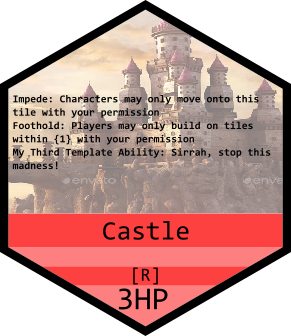 Impede: Characters may only move onto this
tile with your permission
Foothold: Players may only build on tiles
within {1} with your permission
My Third Template Ability: Sirrah, stop this
madness!
envato
envato
Castle
[R]
3HP